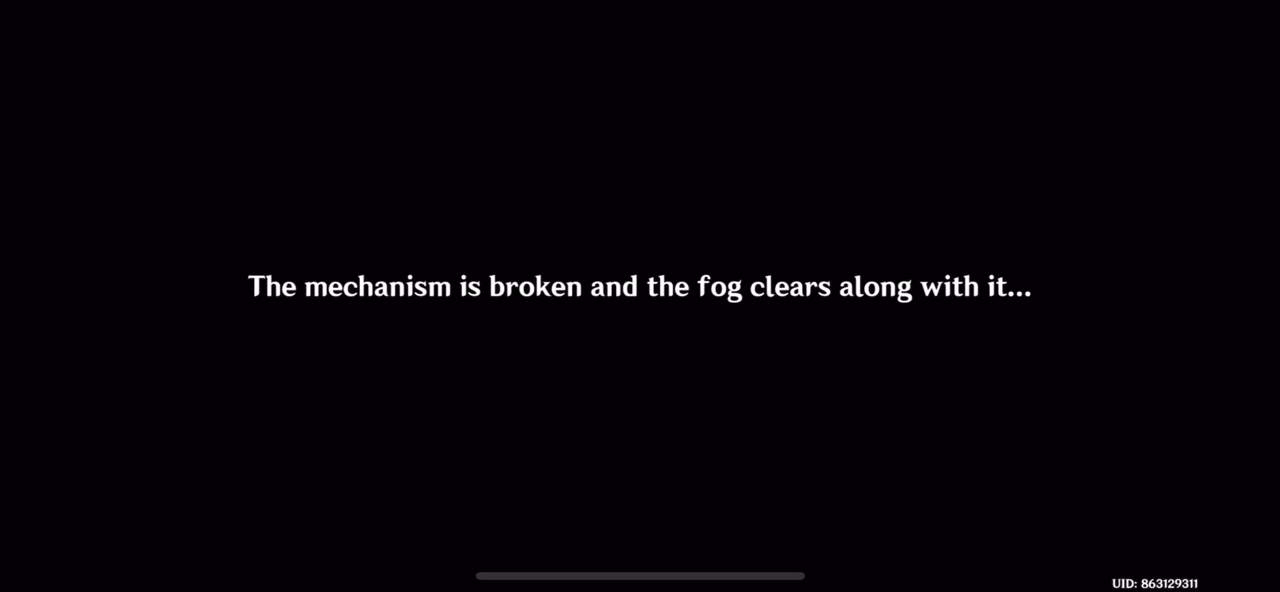 The mechanism is broken and the fog clears along with it...
UID: 863129311